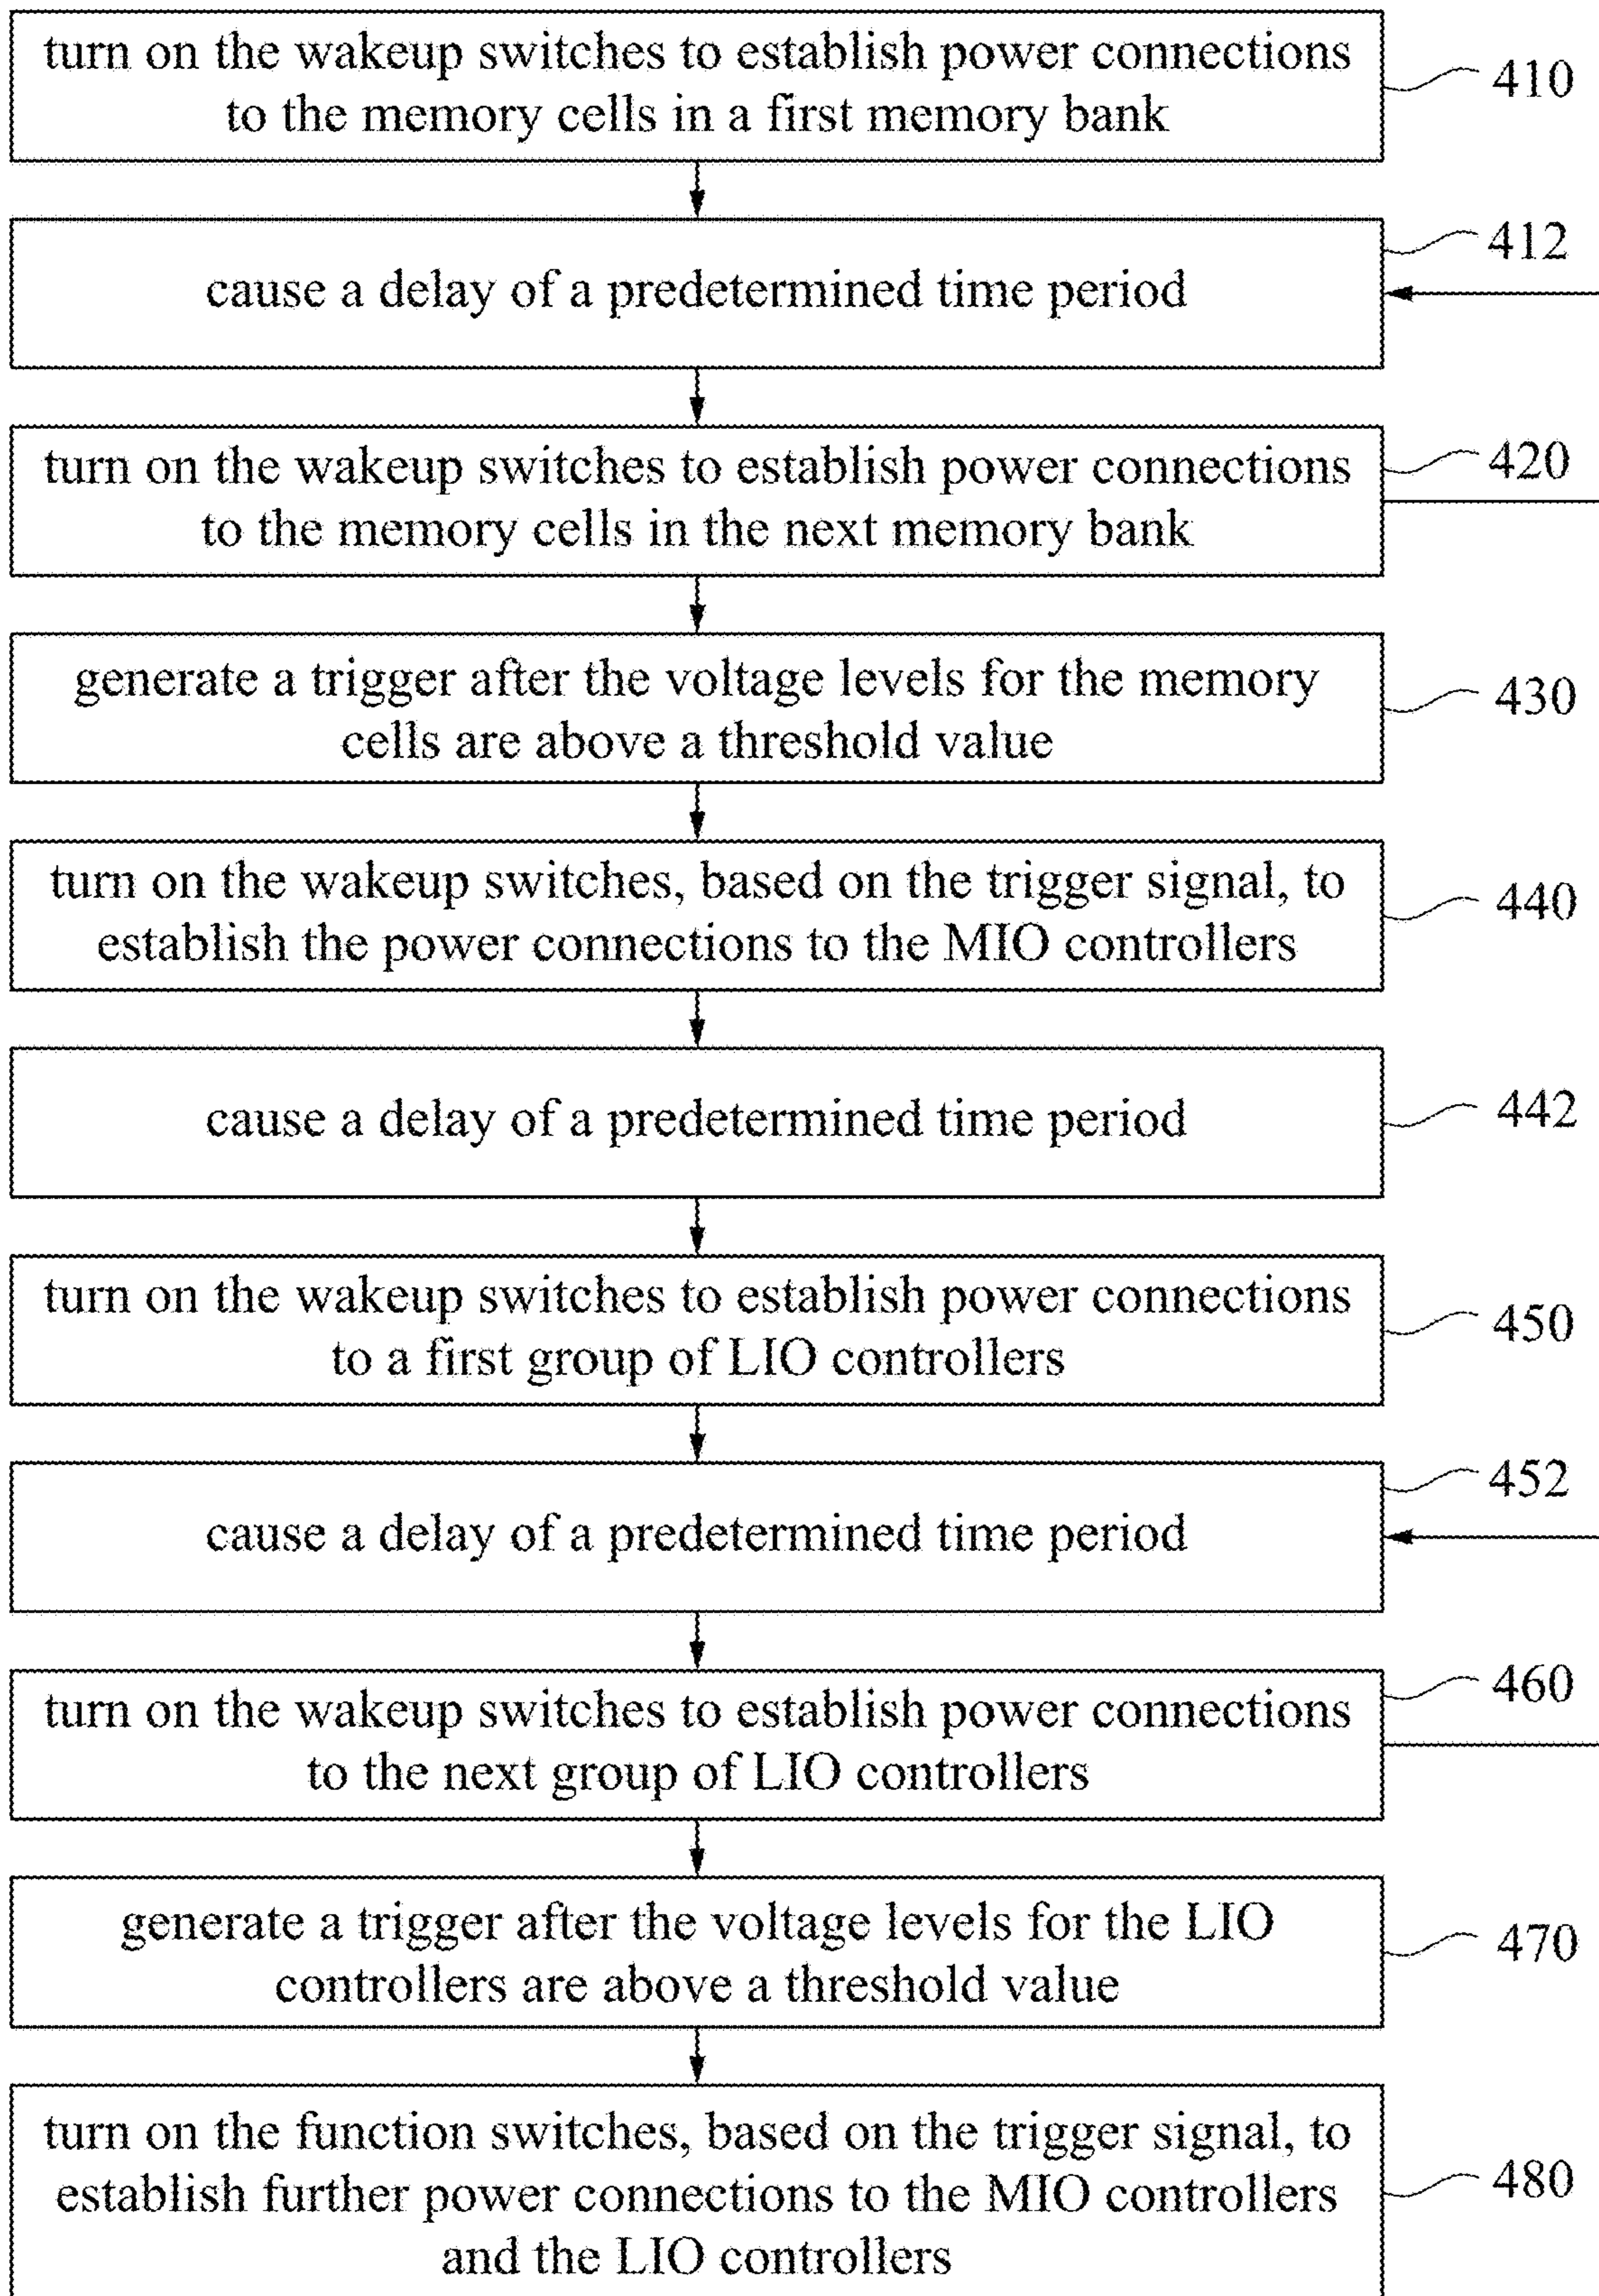 turn on the wakeup switches to establish power connections
to the memory cells in a first memory bank
410
412
cause a delay of a predetermined time period
turn on the wakeup switches to establish power connections
to the memory cells in the next memory bank
420
generate a trigger after the voltage levels for the memory
cells are above a threshold value
430
turn on the wakeup switches, based on the trigger signal, to
establish the power connections to the MIO controllers
440
cause a delay of a predetermined time period
442
turn on the wakeup switches to establish power connections
to a first group of LIO controllers
450
452
cause a delay of a predetermined time period
turn on the wakeup switches to establish power connections
to the next group of LIO controllers
460
generate a trigger after the voltage levels for the LIO
controllers are above a threshold value
470
turn on the function switches, based on the trigger signal, to
establish further power connections to the MIO controllers
and the LIO controllers
480